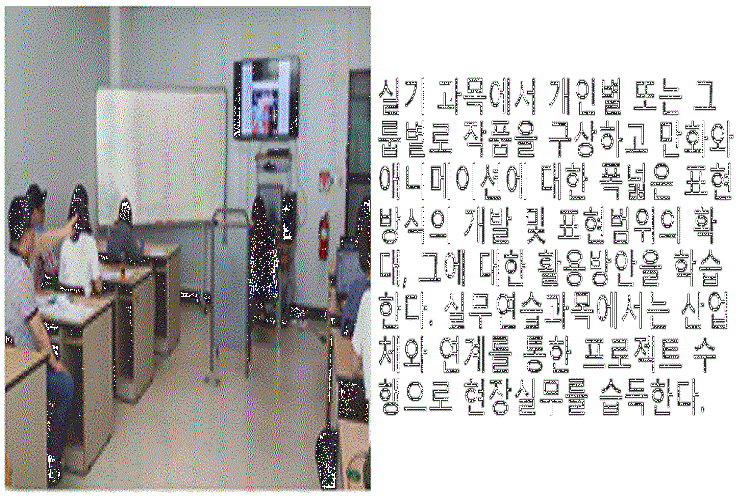 실기 과목에서 개인별 또는 그
룹별로 작품을 구상하고 만화와
애니메이션에 대한 폭넓은 표현
방식의 개발 및 표현범위의 확
대, 그에 대한 활용방안을 학습
한다. 실무연습과목에서는 산업
체와 연계를 통한 프로젝트 수
행으로 현장실무를 습득한다.